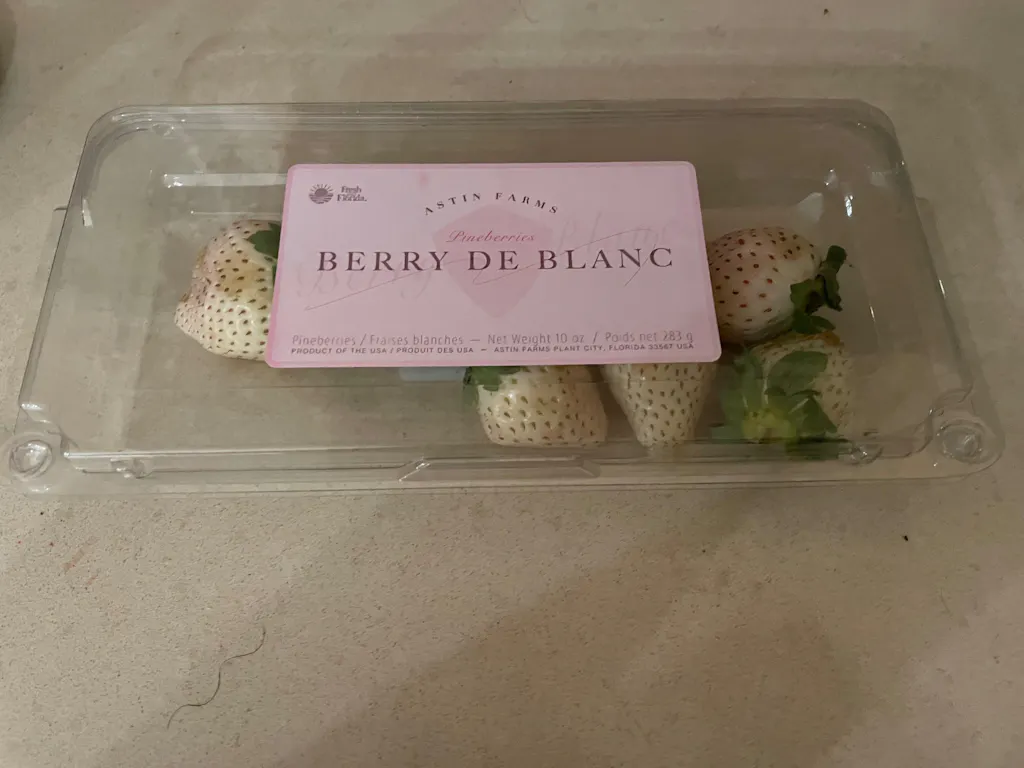 Fresh
from
Florida.
ASTIN FARMS
Pineberries
BERRY DE BLANC
Pineberries / Fraises blanches — Net Weight 10 oz / Poids net 283 g
PRODUCT OF THE USA / PRODUIT DES USA — ASTIN FARMS PLANT CITY, FLORIDA 33567 USA